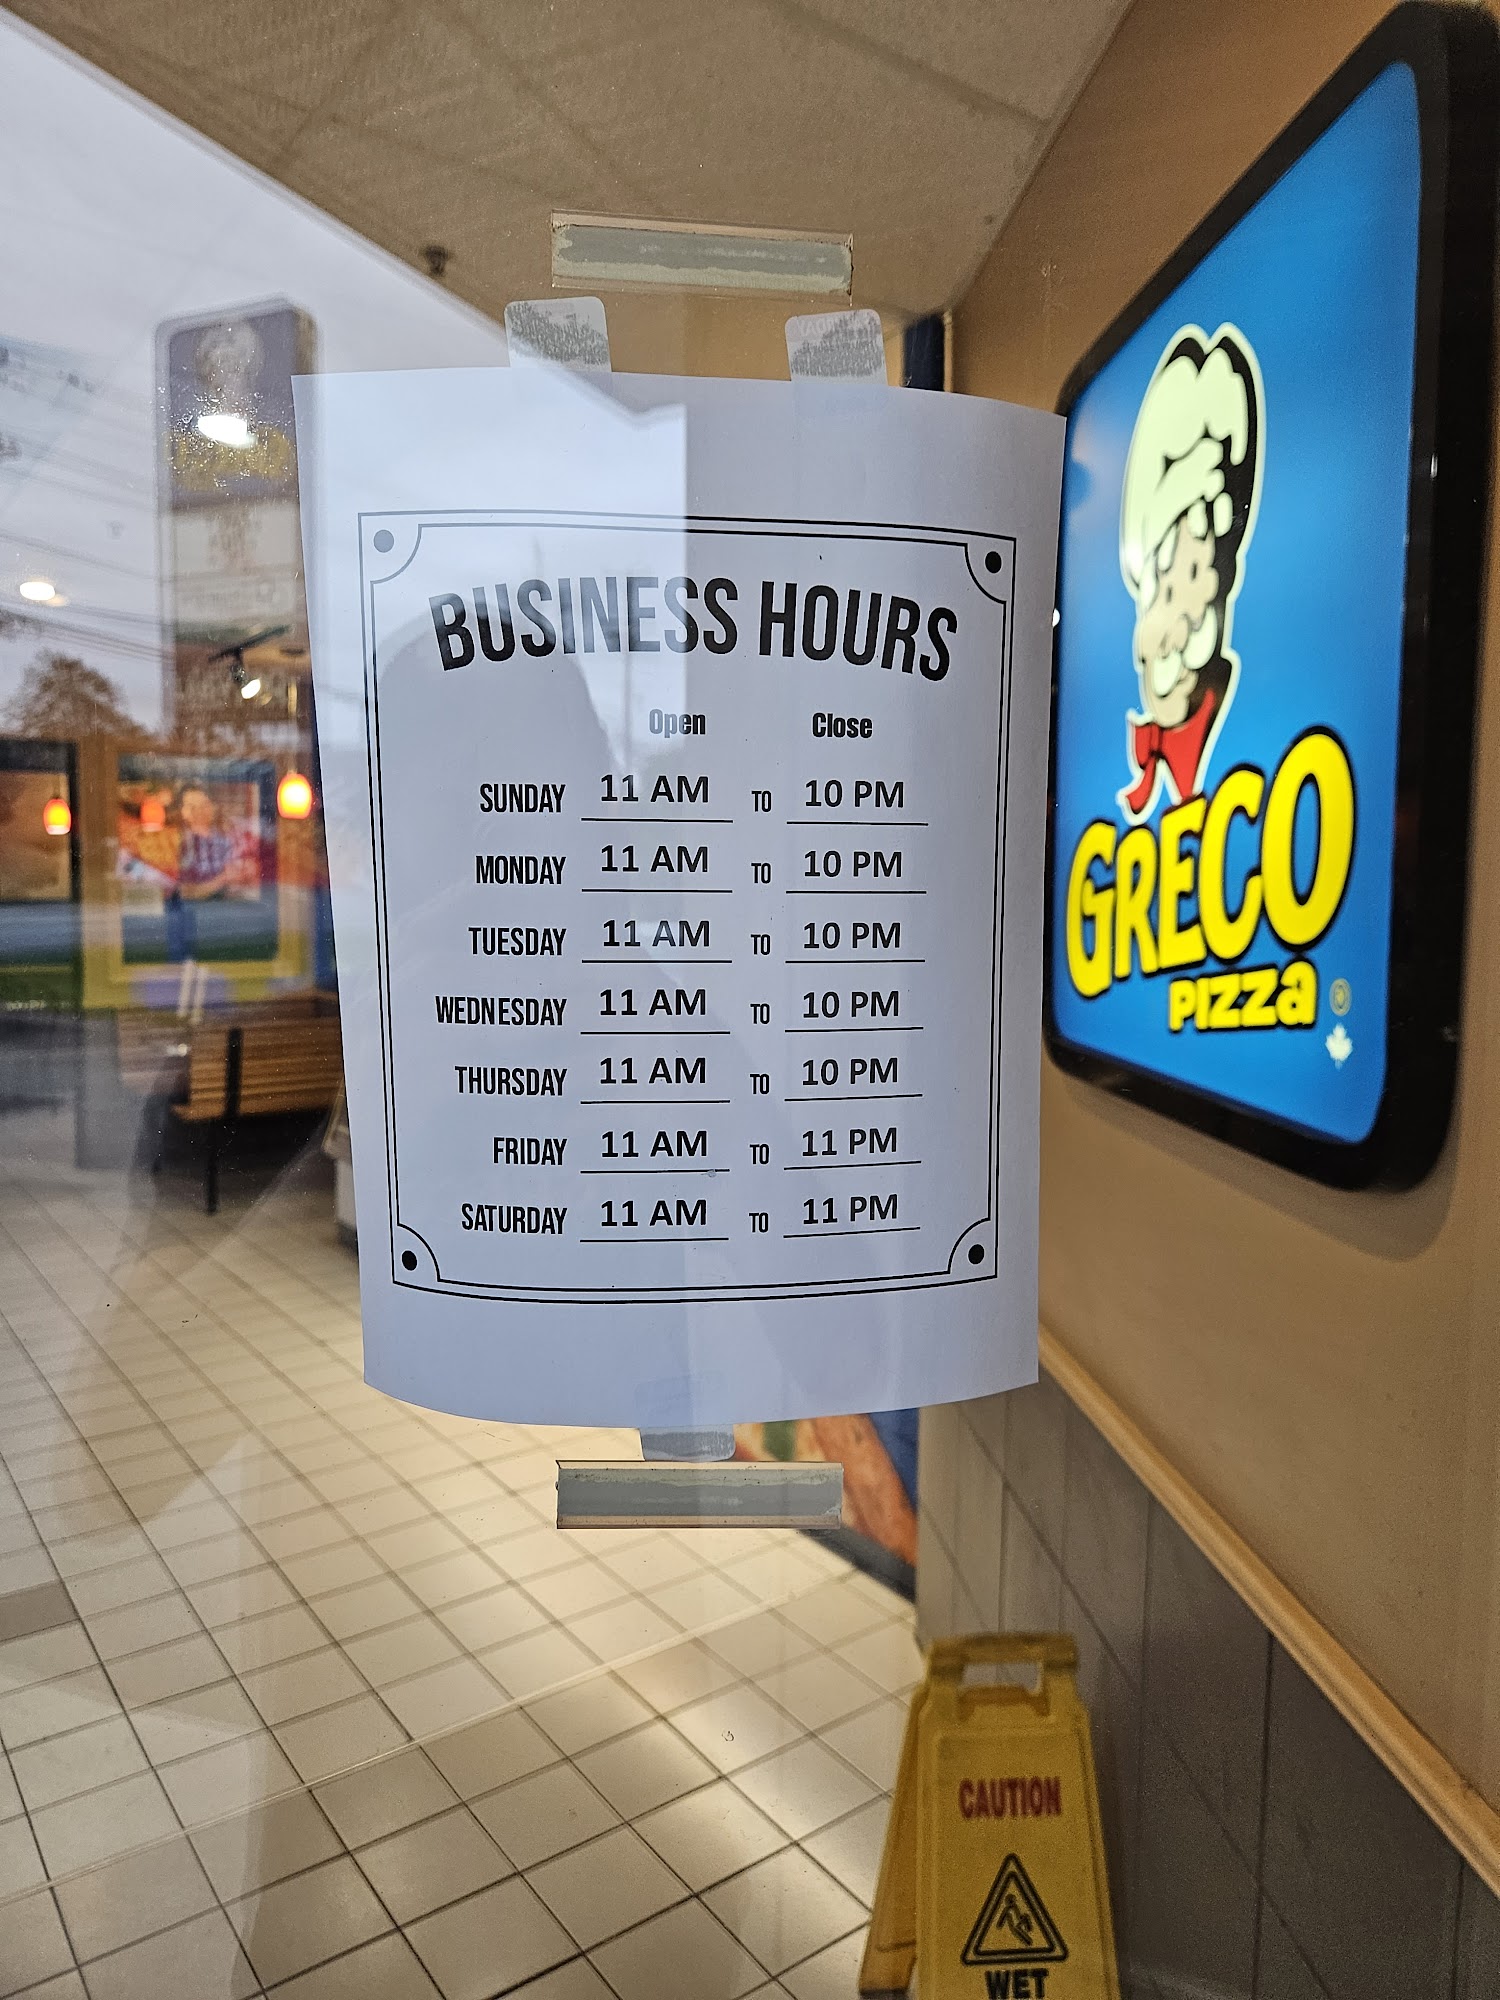 BUSINESS HOURS
Open Close
SUNDAY 11 AM TO 10 PM
MONDAY 11 AM TO 10 PM
TUESDAY 11 AM TO 10 PM
WEDNESDAY 11 AM TO 10 PM
THURSDAY 11 AM TO 10 PM
FRIDAY 11 AM TO 11 PM
SATURDAY 11 AM TO 11 PM
GRECO
PIZZa
CAUTION
WET